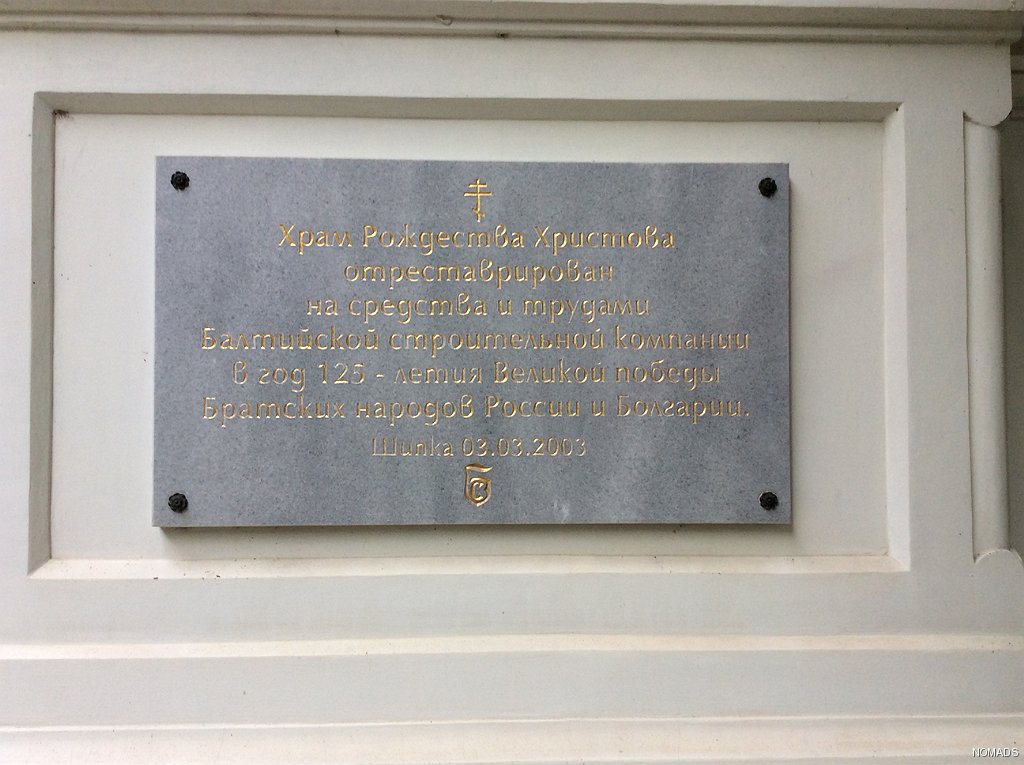 Храм Рождества Христова
отреставрирован
на средства и трудами
Балтийской строительной компании
в год 125 - летия Великой победы
Братских народов России и Болгарии.
Шипка 03.03.2003
NOMADS